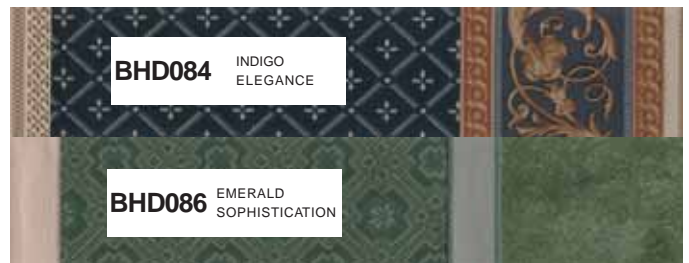 BHD084
INDIGO
ELEGANCE
BHD086
EMERALD
SOPHISTICATION